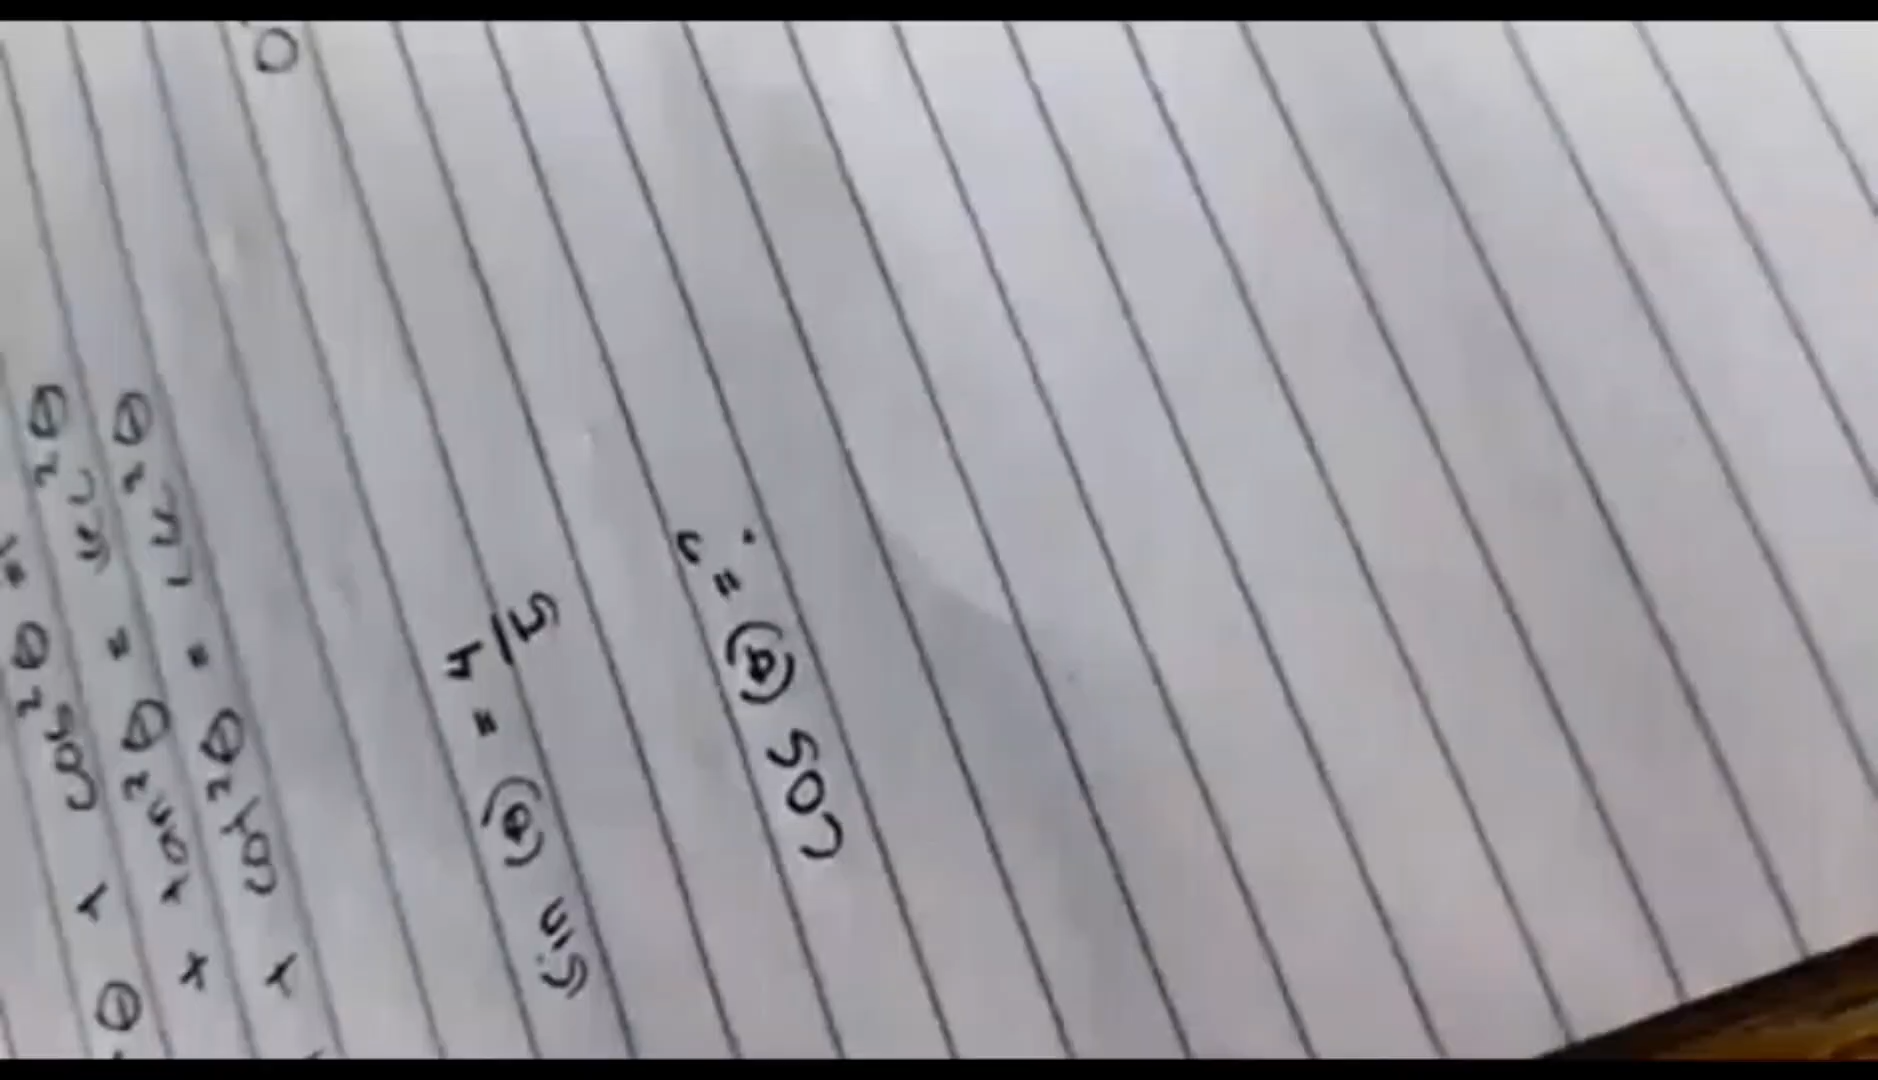 θ + cos²θ = 1
+ tan²θ = sec²θ
+ cot²θ = csc²θ
sin (θ) = 4/5
cos (θ) = ?